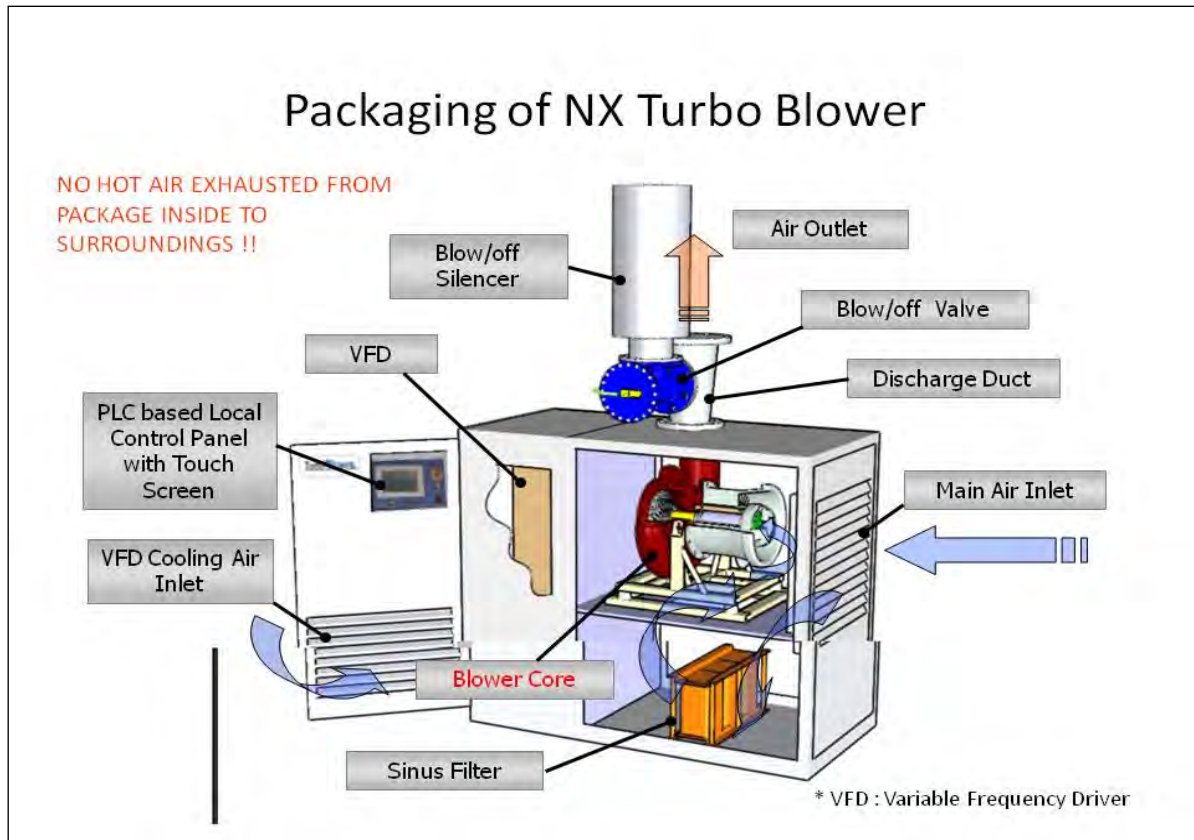 Packaging of NX Turbo Blower
NO HOT AIR EXHAUSTED FROM
PACKAGE INSIDE TO
SURROUNDINGS !!
Air Outlet
Blow/off
Silencer
Blow/off Valve
VFD
Discharge Duct
PLC based Local
Control Panel
with Touch
Screen
Main Air Inlet
VFD Cooling Air
Inlet
Blower Core
Sinus Filter
* VFD : Variable Frequency Driver